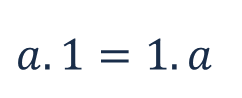 a. 1 = 1. a